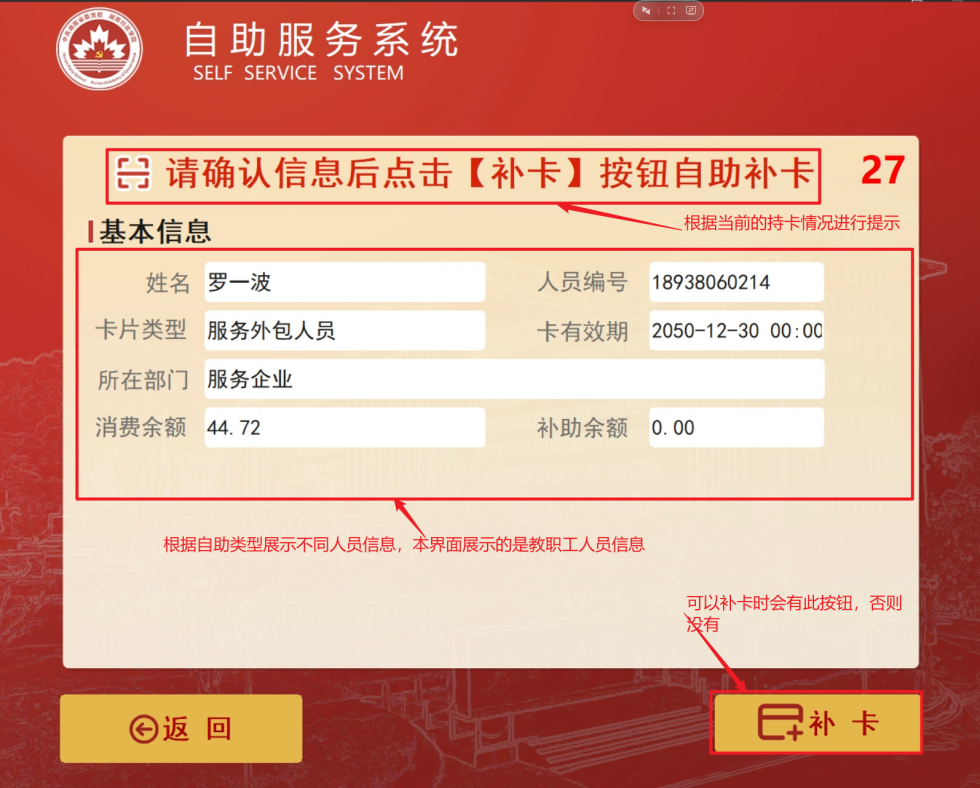 自助服务系统
SELF SERVICE SYSTEM
请确认信息后点击【补卡】按钮自助补卡
27
根据当前的持卡情况进行提示
基本信息
姓名 罗一波 人员编号 18938060214
卡片类型 服务外包人员 卡有效期 2050-12-30 00:00
所在部门 服务企业
消费余额 44.72 补助余额 0.00
根据自助类型展示不同人员信息，本界面展示的是教职工人员信息
可以补卡时会有此按钮，否则
没有
返 回
补 卡